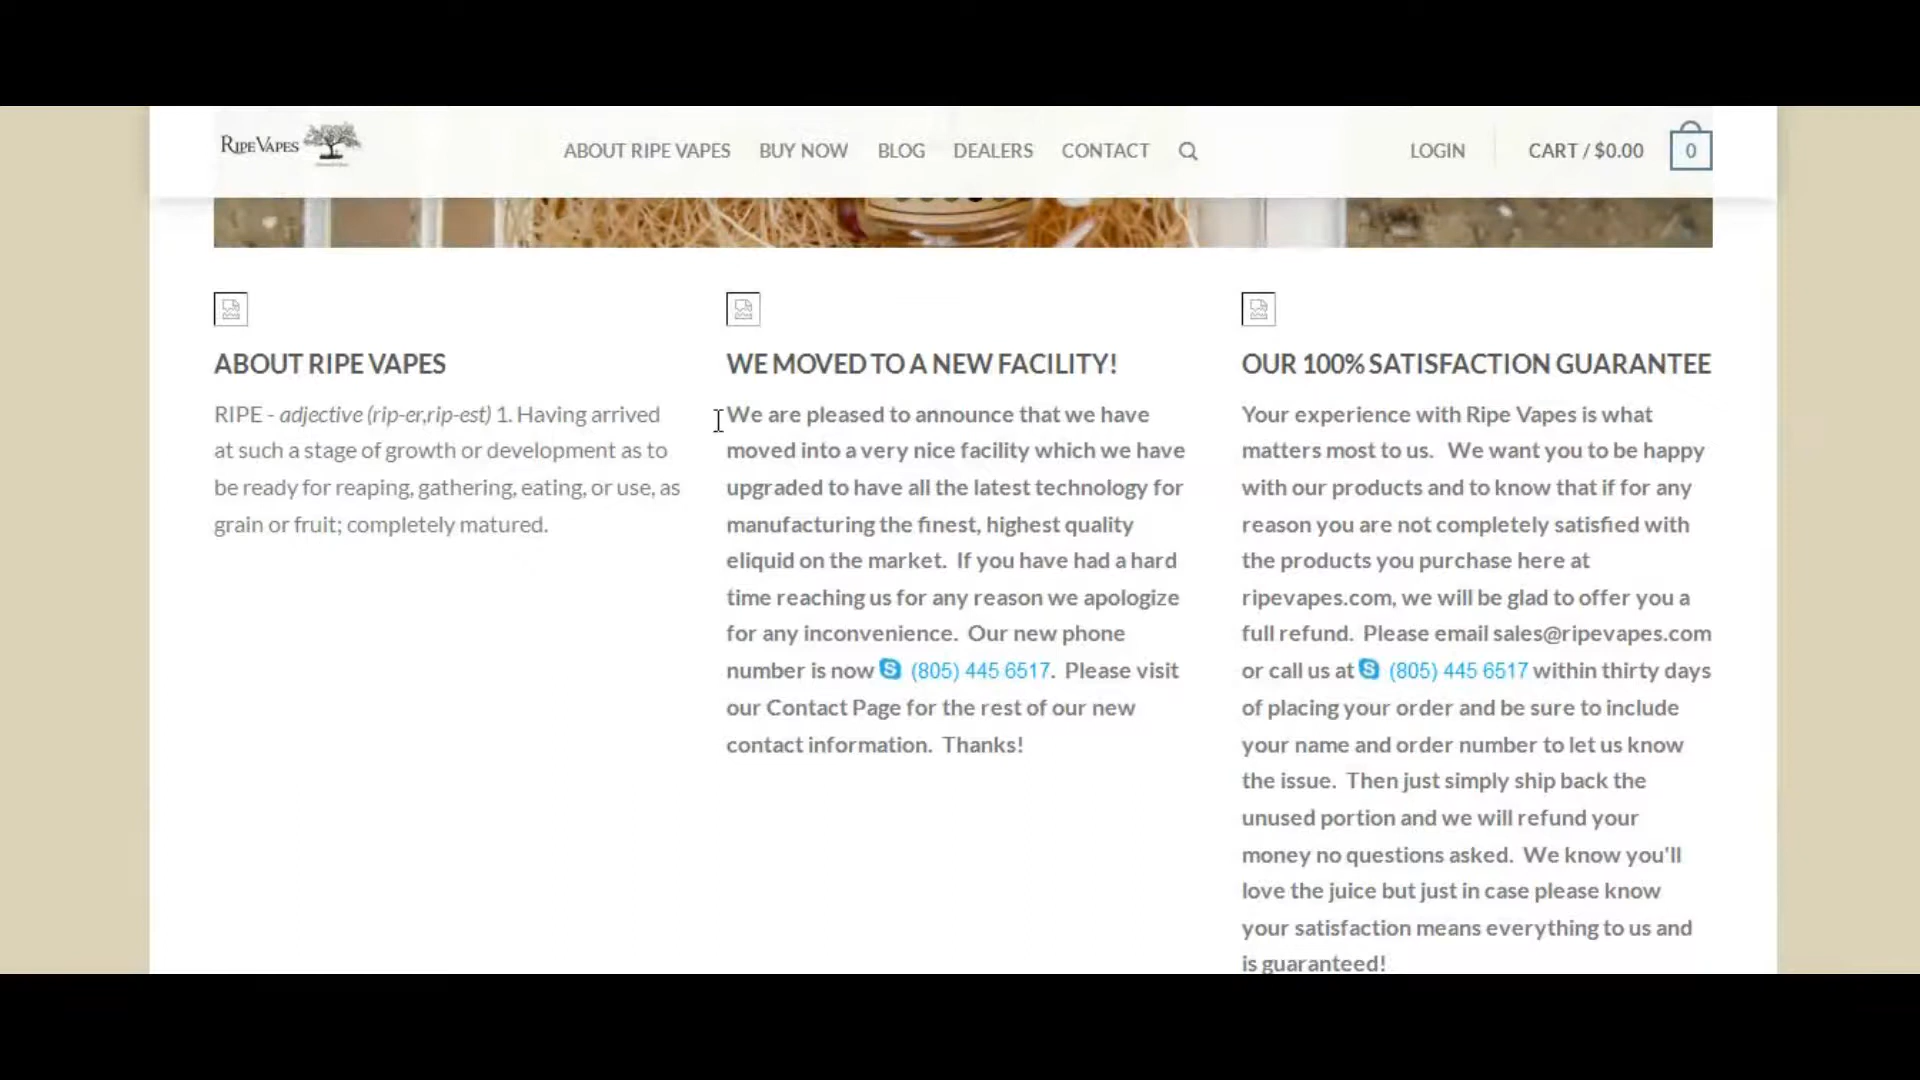 RIPE VAPES
ABOUT RIPE VAPES
BUY NOW
BLOG
DEALERS
CONTACT
LOGIN
CART / $0.00
0
ABOUT RIPE VAPES
RIPE - adjective (rip-er,rip-est) 1. Having arrived
at such a stage of growth or development as to
be ready for reaping, gathering, eating, or use, as
grain or fruit; completely matured.
WE MOVED TO A NEW FACILITY!
We are pleased to announce that we have
moved into a very nice facility which we have
upgraded to have all the latest technology for
manufacturing the finest, highest quality
eliquid on the market.  If you have had a hard
time reaching us for any reason we apologize
for any inconvenience.  Our new phone
number is now (805) 445 6517.  Please visit
our Contact Page for the rest of our new
contact information.  Thanks!
OUR 100% SATISFACTION GUARANTEE
Your experience with Ripe Vapes is what
matters most to us.   We want you to be happy
with our products and to know that if for any
reason you are not completely satisfied with
the products you purchase here at
ripevapes.com, we will be glad to offer you a
full refund.  Please email sales@ripevapes.com
or call us at (805) 445 6517 within thirty days
of placing your order and be sure to include
your name and order number to let us know
the issue.  Then just simply ship back the
unused portion and we will refund your
money no questions asked.  We know you'll
love the juice but just in case please know
your satisfaction means everything to us and
is guaranteed!